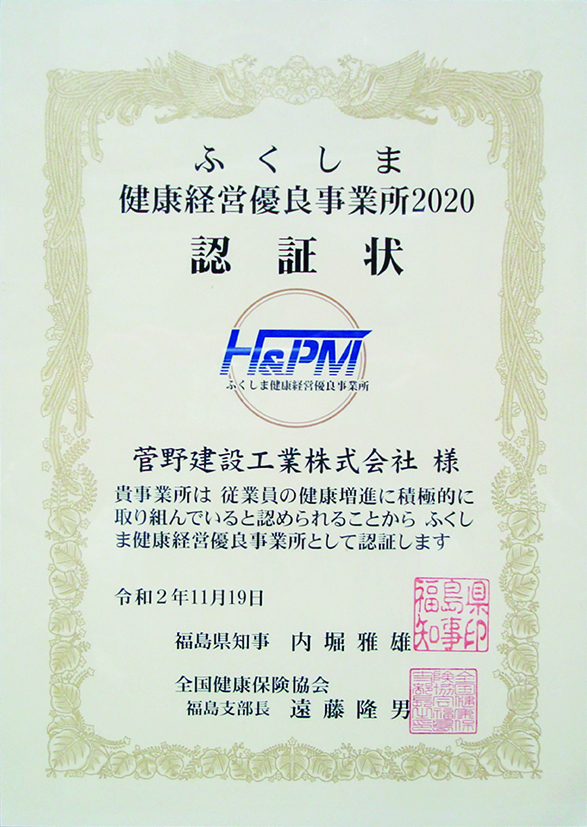 ふくしま
健康経営優良事業所2020
認証状
H&PM
ふくしま健康経営優良事業所
菅野建設工業株式会社 様
貴事業所は 従業員の健康増進に積極的に
取り組んでいると認められることから ふくし
ま健康経営優良事業所として認証します
令和2年11月19日
福島県知事 内堀雅雄
福島県知事印
全国健康保険協会
福島支部長 遠藤隆男